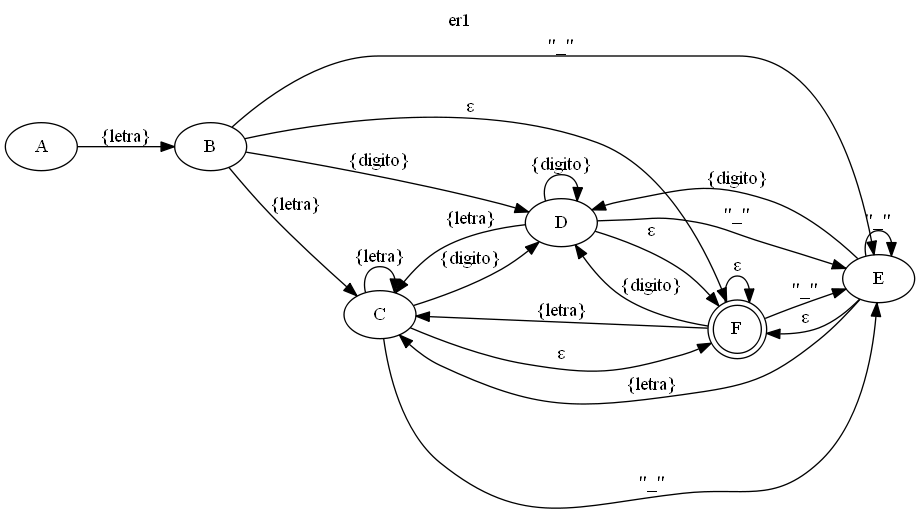 er1
"_"
ε
{letra}
A
B
{digito}
{letra}
{digito}
{digito}
{letra}
D
"_"
ε
"_"
{letra}
{digito}
ε
E
{digito}
"_"
C
{letra}
F
ε
ε
{letra}
"_"